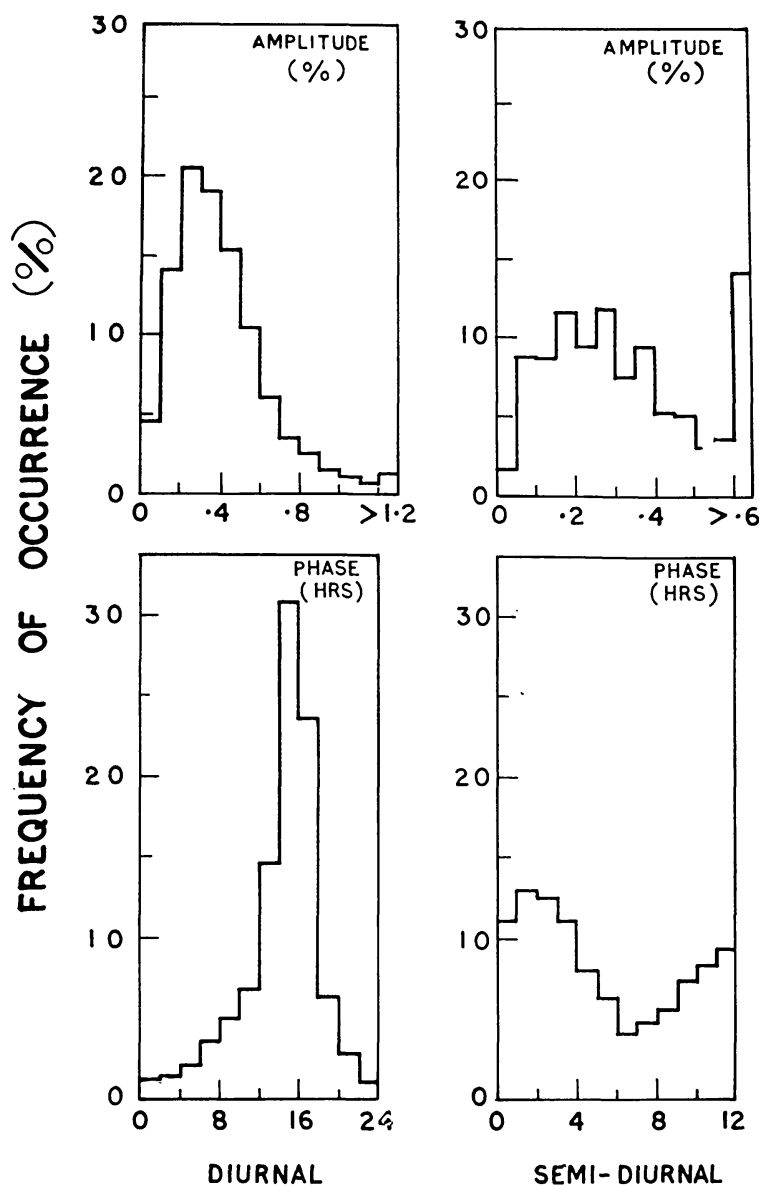 FREQUENCY OF OCCURRENCE (%)
30
20
10
0
AMPLITUDE
(%)
0 .4 .8 >1.2
30
20
10
0
AMPLITUDE
(%)
0 .2 .4 >.6
30
20
10
0
PHASE
(HRS)
0 8 16 24
DIURNAL
30
20
10
0
PHASE
(HRS)
0 4 8 12
SEMI-DIURNAL